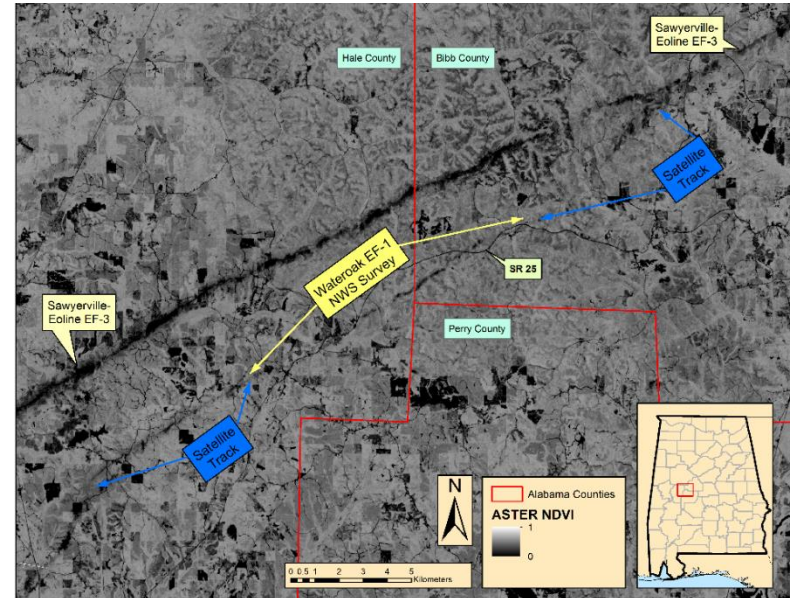 Sawyerville-
Eoline EF-3
Hale County
Bibb County
Satellite
Track
Wateroak EF-1
NWS Survey
SR 25
Sawyerville-
Eoline EF-3
Perry County
Satellite
Track
N
0 0.5 1 2 3 4 5
Kilometers
Alabama Counties
ASTER NDVI
1
0